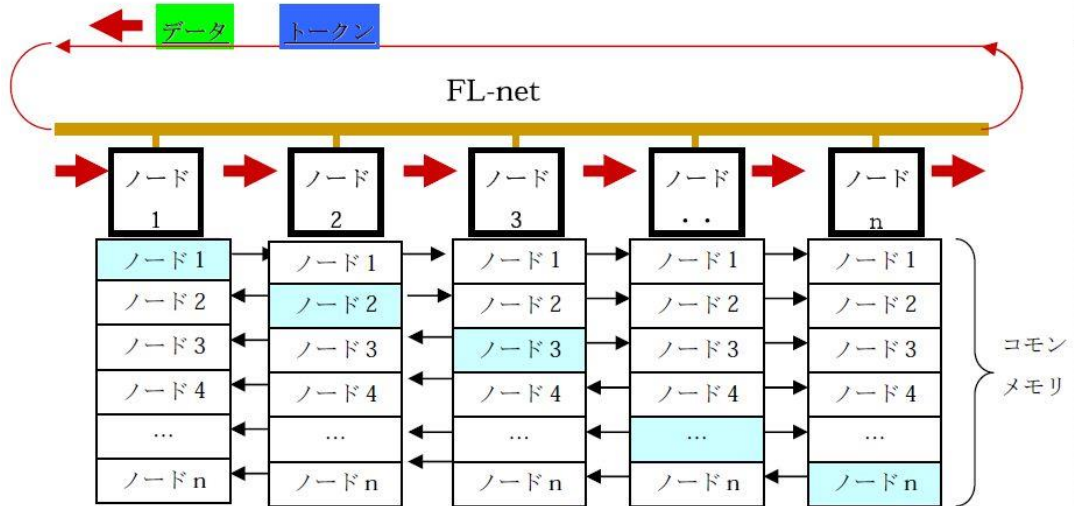 データ トークン
FL-net
ノード ノード ノード ノード ノード
1 2 3 ・・ n
ノード1 ノード1 ノード1 ノード1 ノード1
ノード2 ノード2 ノード2 ノード2 ノード2
ノード3 ノード3 ノード3 ノード3 ノード3
ノード4 ノード4 ノード4 ノード4 ノード4
… … … … …
ノードn ノードn ノードn ノードn ノードn
コモン
メモリ